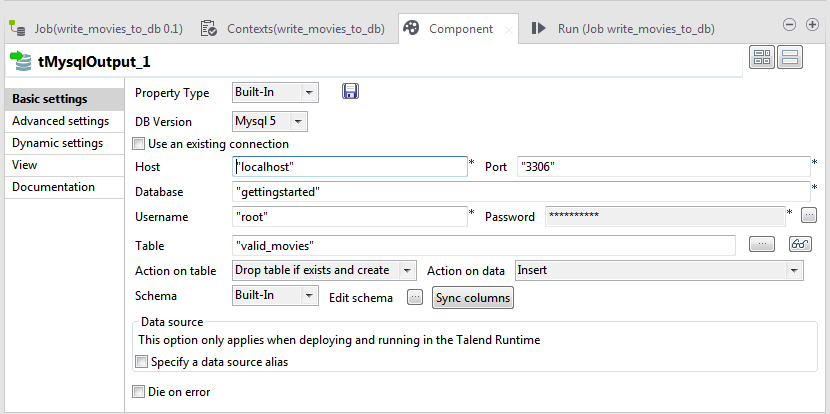 Job(write_movies_to_db 0.1) Contexts(write_movies_to_db) Component Run (Job write_movies_to_db)
tMysqlOutput_1
Basic settings
Advanced settings
Dynamic settings
View
Documentation
Property Type Built-In
DB Version Mysql 5
Use an existing connection
Host "localhost" * Port "3306" *
Database "gettingstarted" *
Username "root" * Password ********** * ...
Table "valid_movies" ...
Action on table Drop table if exists and create Action on data Insert
Schema Built-In Edit schema ... Sync columns
Data source
This option only applies when deploying and running in the Talend Runtime
Specify a data source alias
Die on error